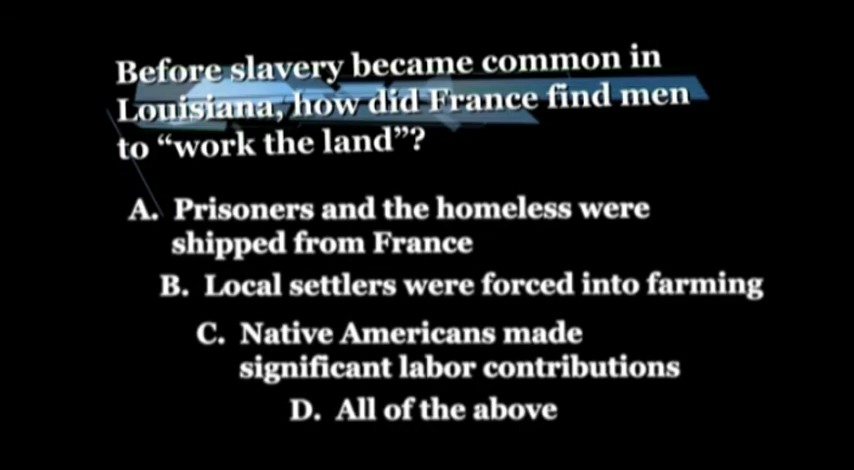 Before slavery became common in
Louisiana, how did France find men
to “work the land”?
A. Prisoners and the homeless were
shipped from France
B. Local settlers were forced into farming
C. Native Americans made
significant labor contributions
D. All of the above